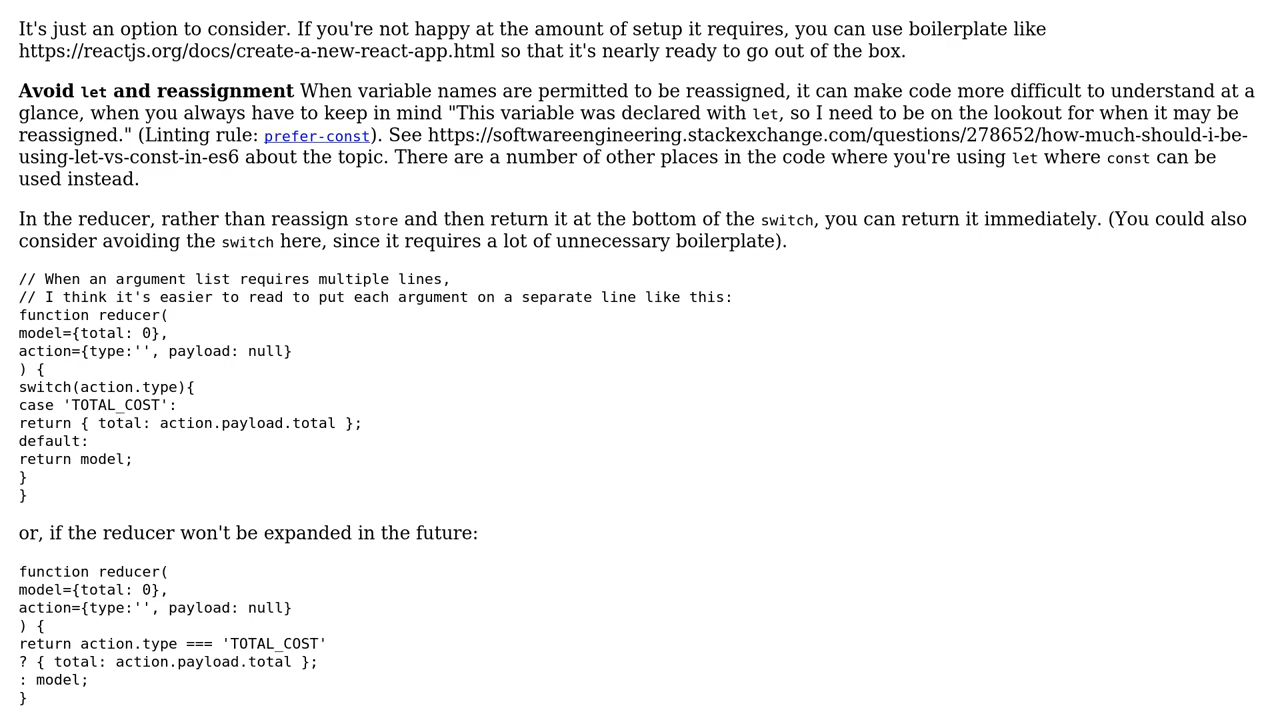 It's just an option to consider. If you're not happy at the amount of setup it requires, you can use boilerplate like
https://reactjs.org/docs/create-a-new-react-app.html so that it's nearly ready to go out of the box.
Avoid let and reassignment When variable names are permitted to be reassigned, it can make code more difficult to understand at a
glance, when you always have to keep in mind "This variable was declared with let, so I need to be on the lookout for when it may be
reassigned." (Linting rule: prefer-const). See https://softwareengineering.stackexchange.com/questions/278652/how-much-should-i-be-
using-let-vs-const-in-es6 about the topic. There are a number of other places in the code where you're using let where const can be
used instead.
In the reducer, rather than reassign store and then return it at the bottom of the switch, you can return it immediately. (You could also
consider avoiding the switch here, since it requires a lot of unnecessary boilerplate).
// When an argument list requires multiple lines,
// I think it's easier to read to put each argument on a separate line like this:
function reducer(
model={total: 0},
action={type:'', payload: null}
) {
switch(action.type){
case 'TOTAL_COST':
return { total: action.payload.total };
default:
return model;
}
}
or, if the reducer won't be expanded in the future:
function reducer(
model={total: 0},
action={type:'', payload: null}
) {
return action.type === 'TOTAL_COST'
? { total: action.payload.total };
: model;
}